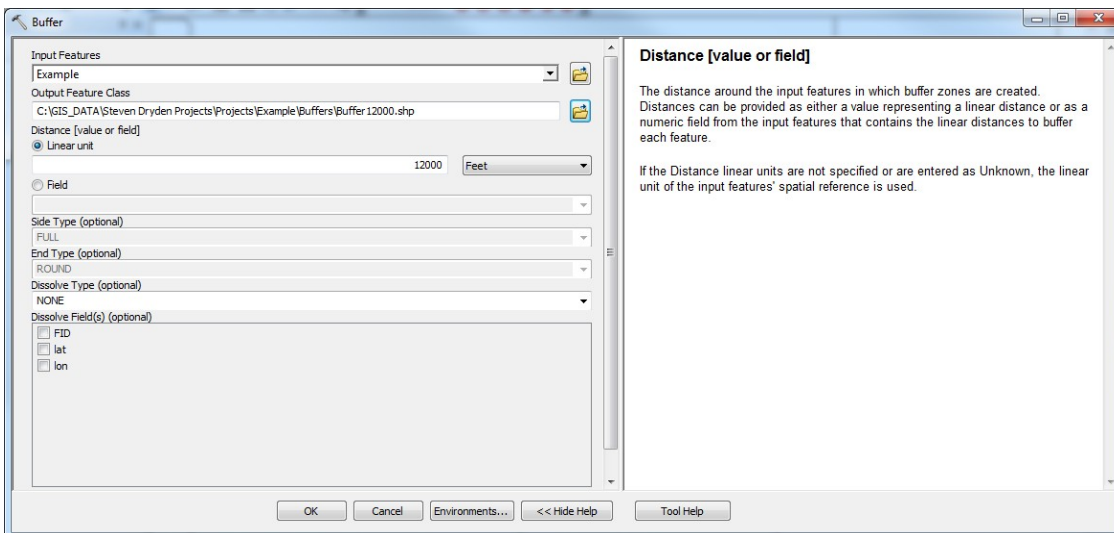 Buffer
Input Features
Example
Output Feature Class
C:\GIS_DATA\Steven Dryden Projects\Projects\Example\Buffers\Buffer12000.shp
Distance [value or field]
Linear unit
12000 Feet
Field
Side Type (optional)
FULL
End Type (optional)
ROUND
Dissolve Type (optional)
NONE
Dissolve Field(s) (optional)
FID
lat
lon
Distance [value or field]
The distance around the input features in which buffer zones are created.
Distances can be provided as either a value representing a linear distance or as a
numeric field from the input features that contains the linear distances to buffer
each feature.
If the Distance linear units are not specified or are entered as Unknown, the linear
unit of the input features' spatial reference is used.
OK Cancel Environments... << Hide Help Tool Help